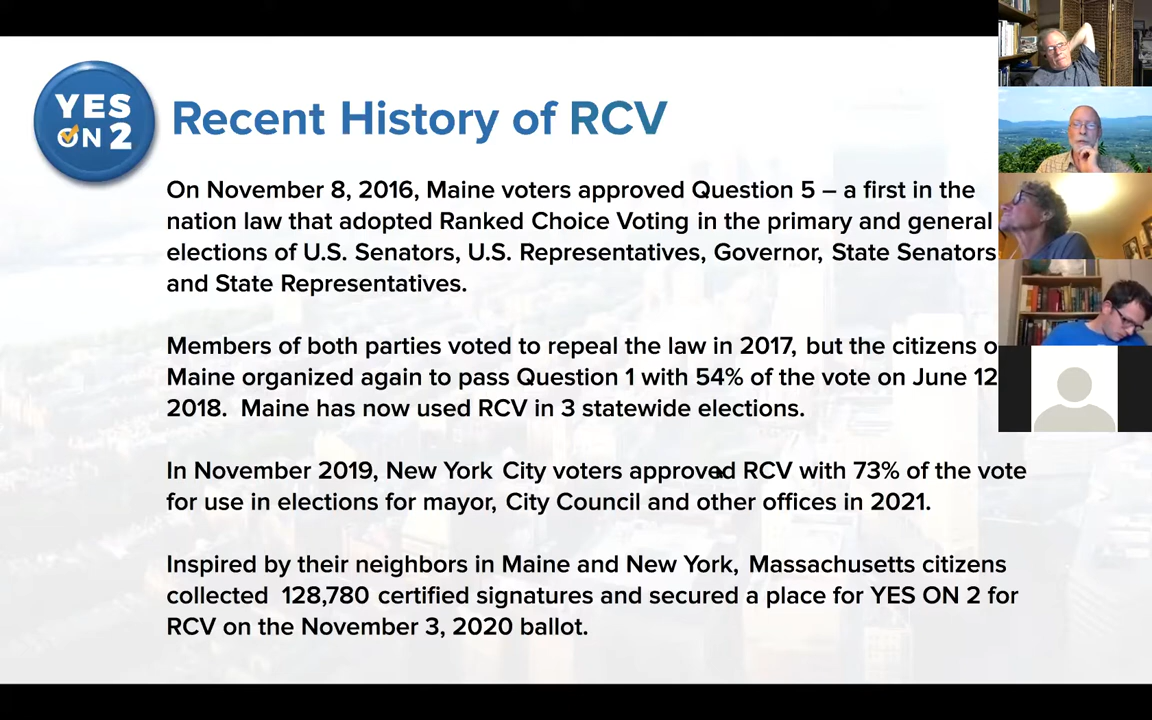 YES
ON 2
Recent History of RCV
On November 8, 2016, Maine voters approved Question 5 – a first in the
nation law that adopted Ranked Choice Voting in the primary and general
elections of U.S. Senators, U.S. Representatives, Governor, State Senators
and State Representatives.
Members of both parties voted to repeal the law in 2017, but the citizens o
Maine organized again to pass Question 1 with 54% of the vote on June 12
2018. Maine has now used RCV in 3 statewide elections.
In November 2019, New York City voters approved RCV with 73% of the vote
for use in elections for mayor, City Council and other offices in 2021.
Inspired by their neighbors in Maine and New York, Massachusetts citizens
collected 128,780 certified signatures and secured a place for YES ON 2 for
RCV on the November 3, 2020 ballot.